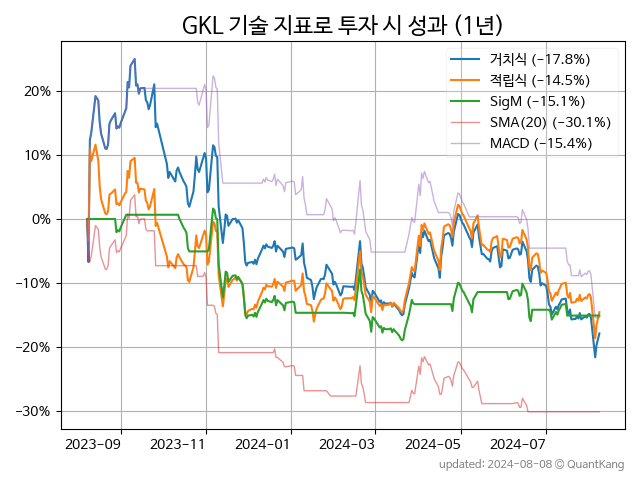 GKL 기술 지표로 투자 시 성과 (1년)
거치식 (−17.8%)
적립식 (−14.5%)
SigM (−15.1%)
SMA(20) (−30.1%)
MACD (−15.4%)
20%
10%
0%
−10%
−20%
−30%
2023-09
2023-11
2024-01
2024-03
2024-05
2024-07
updated: 2024-08-08 © QuantKang